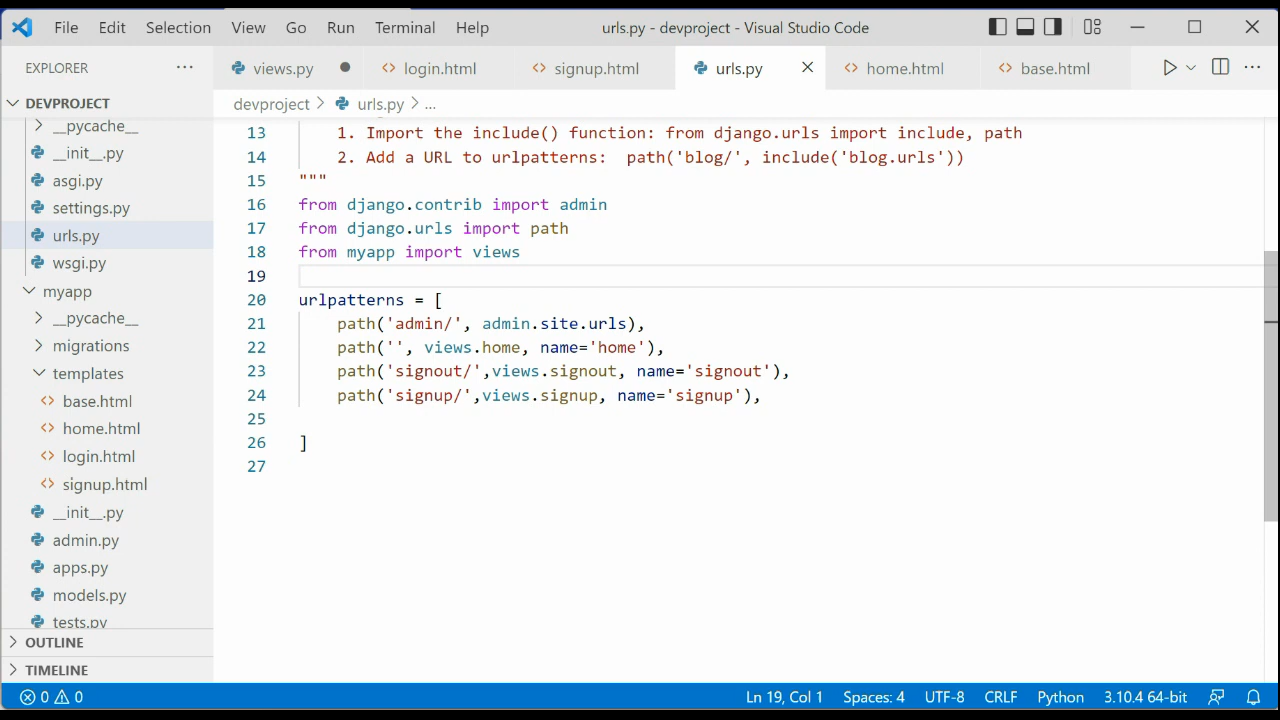 File Edit Selection View Go Run Terminal Help urls.py - devproject - Visual Studio Code
EXPLORER ...
views.py login.html signup.html urls.py home.html base.html
DEVPROJECT
devproject > urls.py > ...
__pycache__
__init__.py
asgi.py
settings.py
urls.py
wsgi.py
myapp
__pycache__
migrations
templates
base.html
home.html
login.html
signup.html
__init__.py
admin.py
apps.py
models.py
tests.py
OUTLINE
TIMELINE
13 1. Import the include() function: from django.urls import include, path
14 2. Add a URL to urlpatterns:  path('blog/', include('blog.urls'))
15 """
16 from django.contrib import admin
17 from django.urls import path
18 from myapp import views
19
20 urlpatterns = [
21 path('admin/', admin.site.urls),
22 path('', views.home, name='home'),
23 path('signout/',views.signout, name='signout'),
24 path('signup/',views.signup, name='signup'),
25
26 ]
27
0 0 Ln 19, Col 1 Spaces: 4 UTF-8 CRLF Python 3.10.4 64-bit